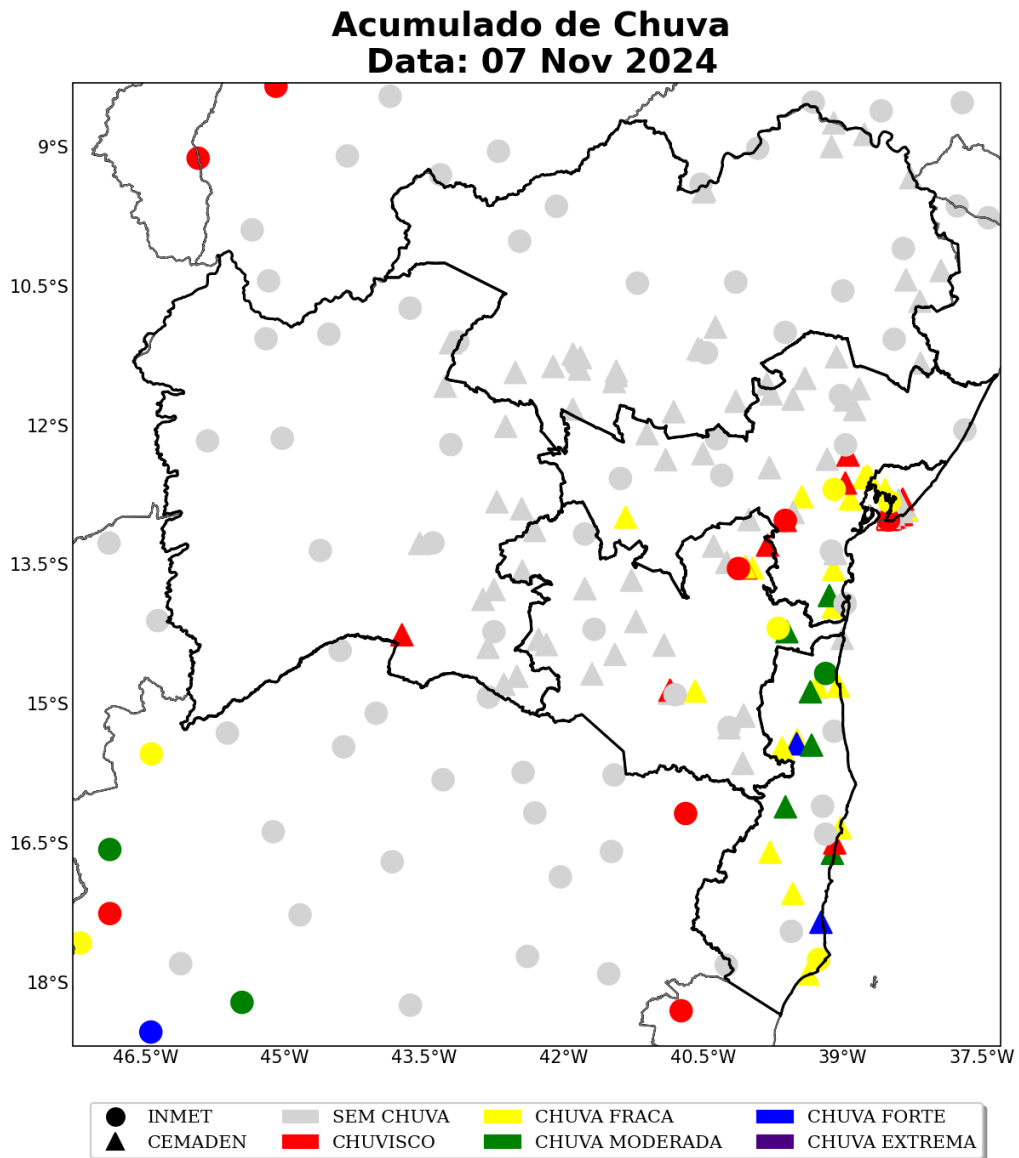 Acumulado de Chuva
Data: 07 Nov 2024
9°S
10.5°S
12°S
13.5°S
15°S
16.5°S
18°S
46.5°W 45°W 43.5°W 42°W 40.5°W 39°W 37.5°W
INMET SEM CHUVA CHUVA FRACA CHUVA FORTE
CEMADEN CHUVISCO CHUVA MODERADA CHUVA EXTREMA